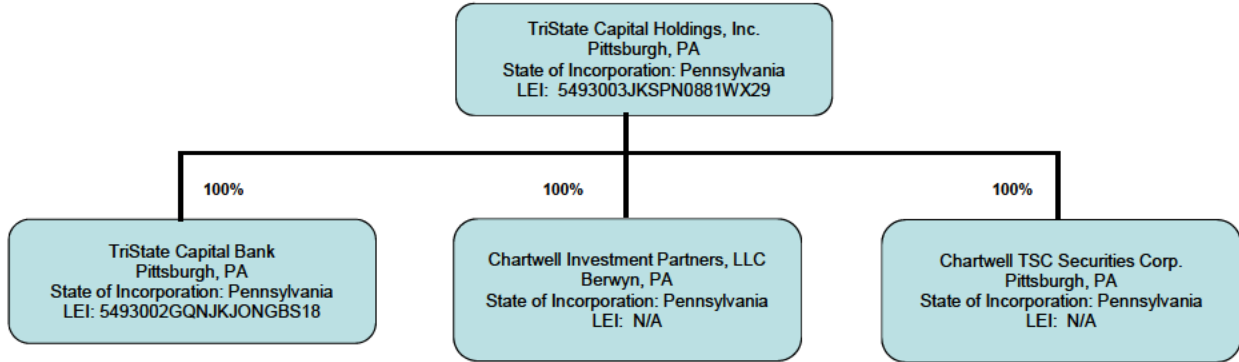 TriState Capital Holdings, Inc.
Pittsburgh, PA
State of Incorporation: Pennsylvania
LEI: 5493003JKSPN0881WX29
100%
100%
100%
TriState Capital Bank
Pittsburgh, PA
State of Incorporation: Pennsylvania
LEI: 5493002GQNJKJONGBS18
Chartwell Investment Partners, LLC
Berwyn, PA
State of Incorporation: Pennsylvania
LEI: N/A
Chartwell TSC Securities Corp.
Pittsburgh, PA
State of Incorporation: Pennsylvania
LEI: N/A